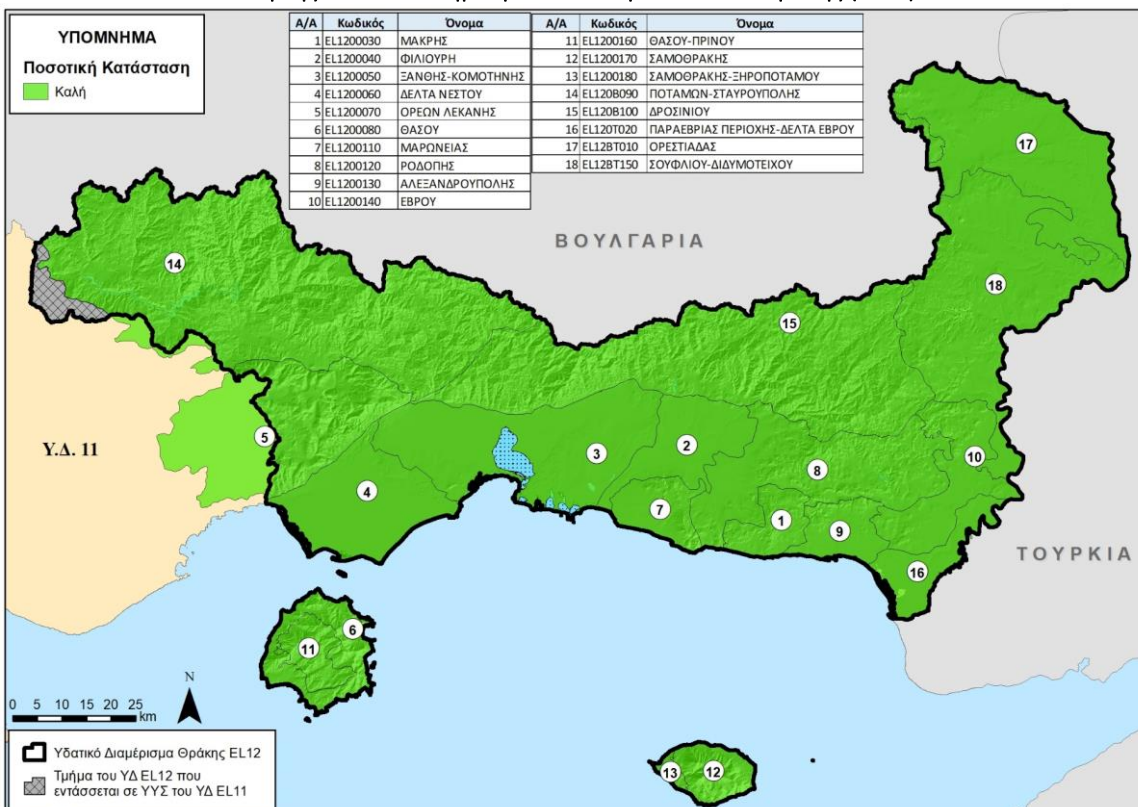 ΥΠΟΜΝΗΜΑ
Ποσοτική Κατάσταση
Καλή
Α/Α Κωδικός Όνομα
1 EL1200030 ΜΑΚΡΗΣ
2 EL1200040 ΦΙΛΙΟΥΡΗ
3 EL1200050 ΞΑΝΘΗΣ-ΚΟΜΟΤΗΝΗΣ
4 EL1200060 ΔΕΛΤΑ ΝΕΣΤΟΥ
5 EL1200070 ΟΡΕΩΝ ΛΕΚΑΝΗΣ
6 EL1200080 ΘΑΣΟΥ
7 EL1200110 ΜΑΡΩΝΕΙΑΣ
8 EL1200120 ΡΟΔΟΠΗΣ
9 EL1200130 ΑΛΕΞΑΝΔΡΟΥΠΟΛΗΣ
10 EL1200140 ΕΒΡΟΥ
Α/Α Κωδικός Όνομα
11 EL1200160 ΘΑΣΟΥ-ΠΡΙΝΟΥ
12 EL1200170 ΣΑΜΟΘΡΑΚΗΣ
13 EL1200180 ΣΑΜΟΘΡΑΚΗΣ-ΞΗΡΟΠΟΤΑΜΟΥ
14 EL120B090 ΠΟΤΑΜΩΝ-ΣΤΑΥΡΟΥΠΟΛΗΣ
15 EL120B100 ΔΡΟΣΙΝΙΟΥ
16 EL120T020 ΠΑΡΑΕΒΡΙΑΣ ΠΕΡΙΟΧΗΣ-ΔΕΛΤΑ ΕΒΡΟΥ
17 EL12BT010 ΟΡΕΣΤΙΑΔΑΣ
18 EL12BT150 ΣΟΥΦΛΙΟΥ-ΔΙΔΥΜΟΤΕΙΧΟΥ
17
ΒΟΥΛΓΑΡΙΑ
14
18
15
Υ.Δ. 11
5
3
2
10
8
4
7
1
9
ΤΟΥΡΚΙΑ
16
6
11
N
0 5 10 15 20 25
km
13
12
Υδατικό Διαμέρισμα Θράκης EL12
Τμήμα του ΥΔ EL12 που
εντάσσεται σε ΥΥΣ του ΥΔ EL11